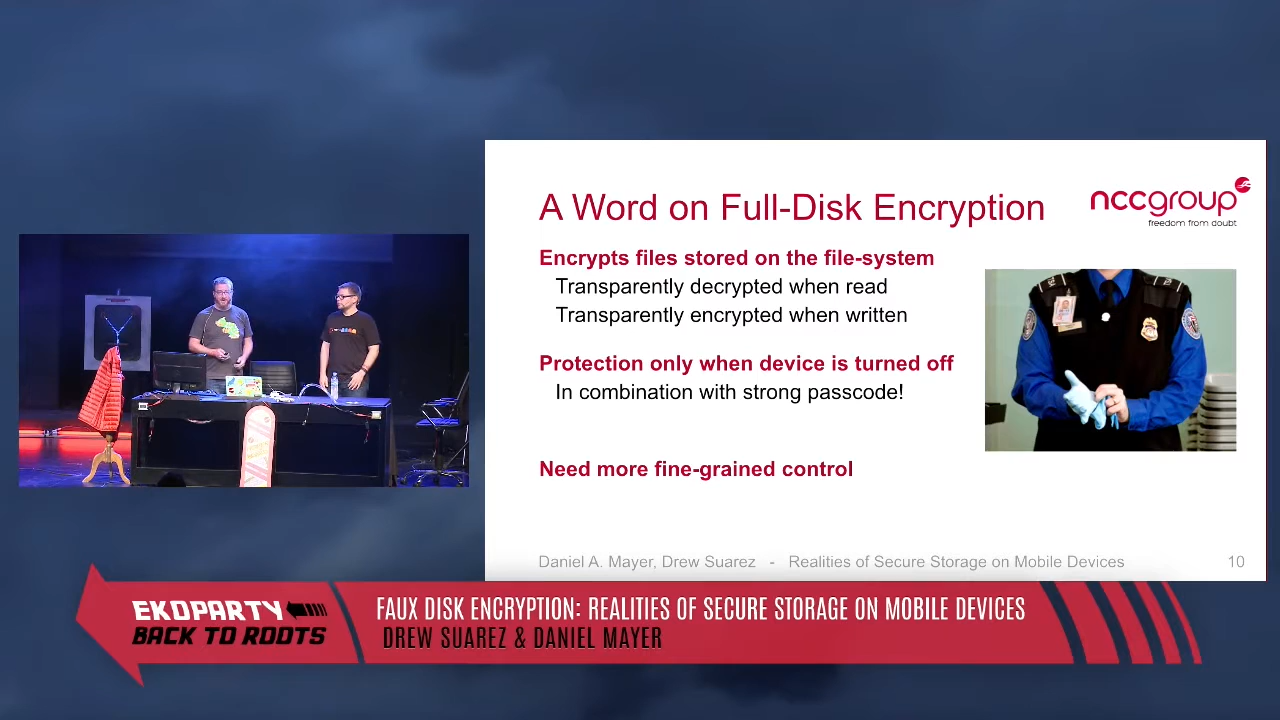 A Word on Full-Disk Encryption
nccgroup
freedom from doubt
Encrypts files stored on the file-system
Transparently decrypted when read
Transparently encrypted when written
Protection only when device is turned off
In combination with strong passcode!
Need more fine-grained control
Daniel A. Mayer, Drew Suarez - Realities of Secure Storage on Mobile Devices 10
EKOPARTY
BACK TO ROOTS
FAUX DISK ENCRYPTION: REALITIES OF SECURE STORAGE ON MOBILE DEVICES
DREW SUAREZ & DANIEL MAYER